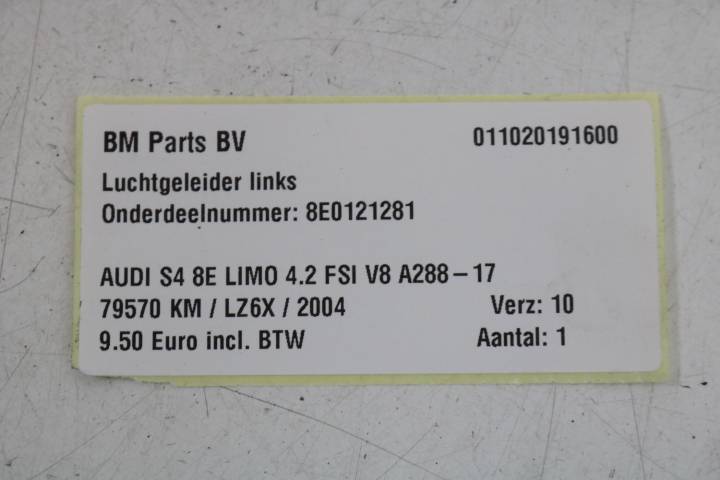 BM Parts BV 011020191600
Luchtgeleider links
Onderdeelnummer: 8E0121281
AUDI S4 8E LIMO 4.2 FSI V8 A288-17
79570 KM / LZ6X / 2004 Verz: 10
9.50 Euro incl. BTW Aantal: 1